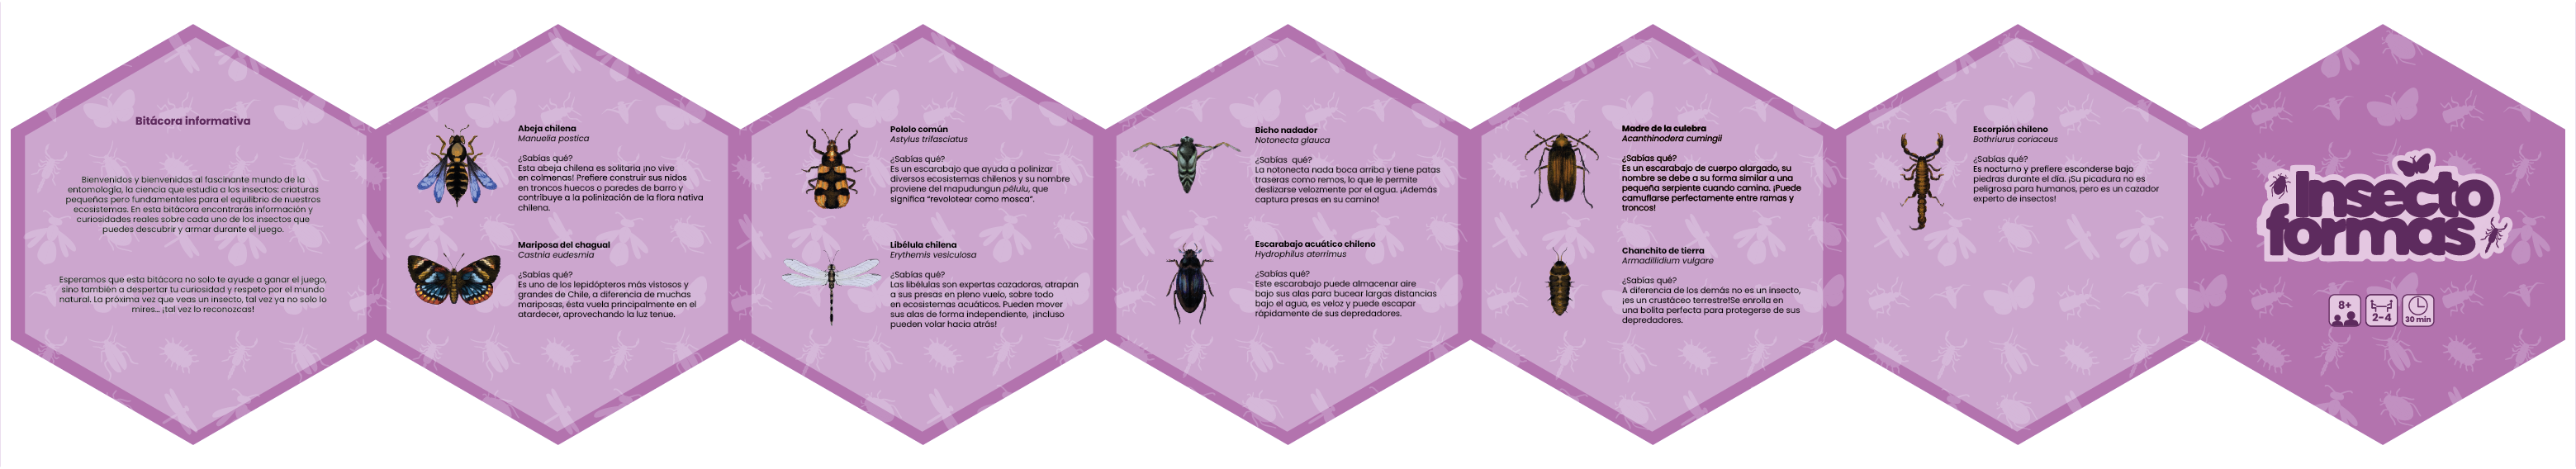 Bitácora informativa
Bienvenidos y bienvenidas al fascinante mundo de la
entomología, la ciencia que estudia a los insectos: criaturas
pequeñas pero fundamentales para el equilibrio de nuestros
ecosistemas. En esta bitácora encontrarás información y
curiosidades reales sobre cada uno de los insectos que
puedes descubrir y armar durante el juego.
Esperamos que esta bitácora no solo te ayude a ganar el juego,
sino también a despertar tu curiosidad y respeto por el mundo
natural. La próxima vez que veas un insecto, tal vez ya no solo lo
mires... ¡tal vez lo reconozcas!
Abeja chilena
Manuelia postica
¿Sabías qué?
Esta abeja chilena es solitaria ¡no vive
en colmenas! Prefiere construir sus nidos
en troncos huecos o paredes de barro y
contribuye a la polinización de la flora nativa
chilena.
Mariposa del chagual
Castnia eudesmia
¿Sabías qué?
Es uno de los lepidópteros más vistosos y
grandes de Chile, a diferencia de muchas
mariposas, ésta vuela principalmente en el
atardecer, aprovechando la luz tenue.
Pololo común
Astylus trifasciatus
¿Sabías qué?
Es un escarabajo que ayuda a polinizar
diversos ecosistemas chilenos y su nombre
proviene del mapudungun pélulu, que
significa “revolotear como mosca”.
Libélula chilena
Erythemis vesiculosa
¿Sabías qué?
Las libélulas son expertas cazadoras, atrapan
a sus presas en pleno vuelo, sobre todo
en ecosistemas acuáticos. Pueden mover
sus alas de forma independiente, ¡incluso
pueden volar hacia atrás!
Bicho nadador
Notonecta glauca
¿Sabías qué?
La notonecta nada boca arriba y tiene patas
traseras como remos, lo que le permite
deslizarse velozmente por el agua. ¡Además
captura presas en su camino!
Escarabajo acuático chileno
Hydrophilus aterrimus
¿Sabías qué?
Este escarabajo puede almacenar aire
bajo sus alas para bucear largas distancias
bajo el agua, es veloz y puede escapar
rápidamente de sus depredadores.
Madre de la culebra
Acanthinodera cumingii
¿Sabías qué?
Es un escarabajo de cuerpo alargado, su
nombre se debe a su forma similar a una
pequeña serpiente cuando camina. ¡Puede
camuflarse perfectamente entre ramas y
troncos!
Chanchito de tierra
Armadillidium vulgare
¿Sabías qué?
A diferencia de los demás no es un insecto,
¡es un crustáceo terrestre!Se enrolla en
una bolita perfecta para protegerse de sus
depredadores.
Escorpión chileno
Bothriurus coriaceus
¿Sabías qué?
Es nocturno y prefiere esconderse bajo
piedras durante el día. ¡Su picadura no es
peligrosa para humanos, pero es un cazador
experto de insectos!
Insecto
formas
8+
2-4
30 min